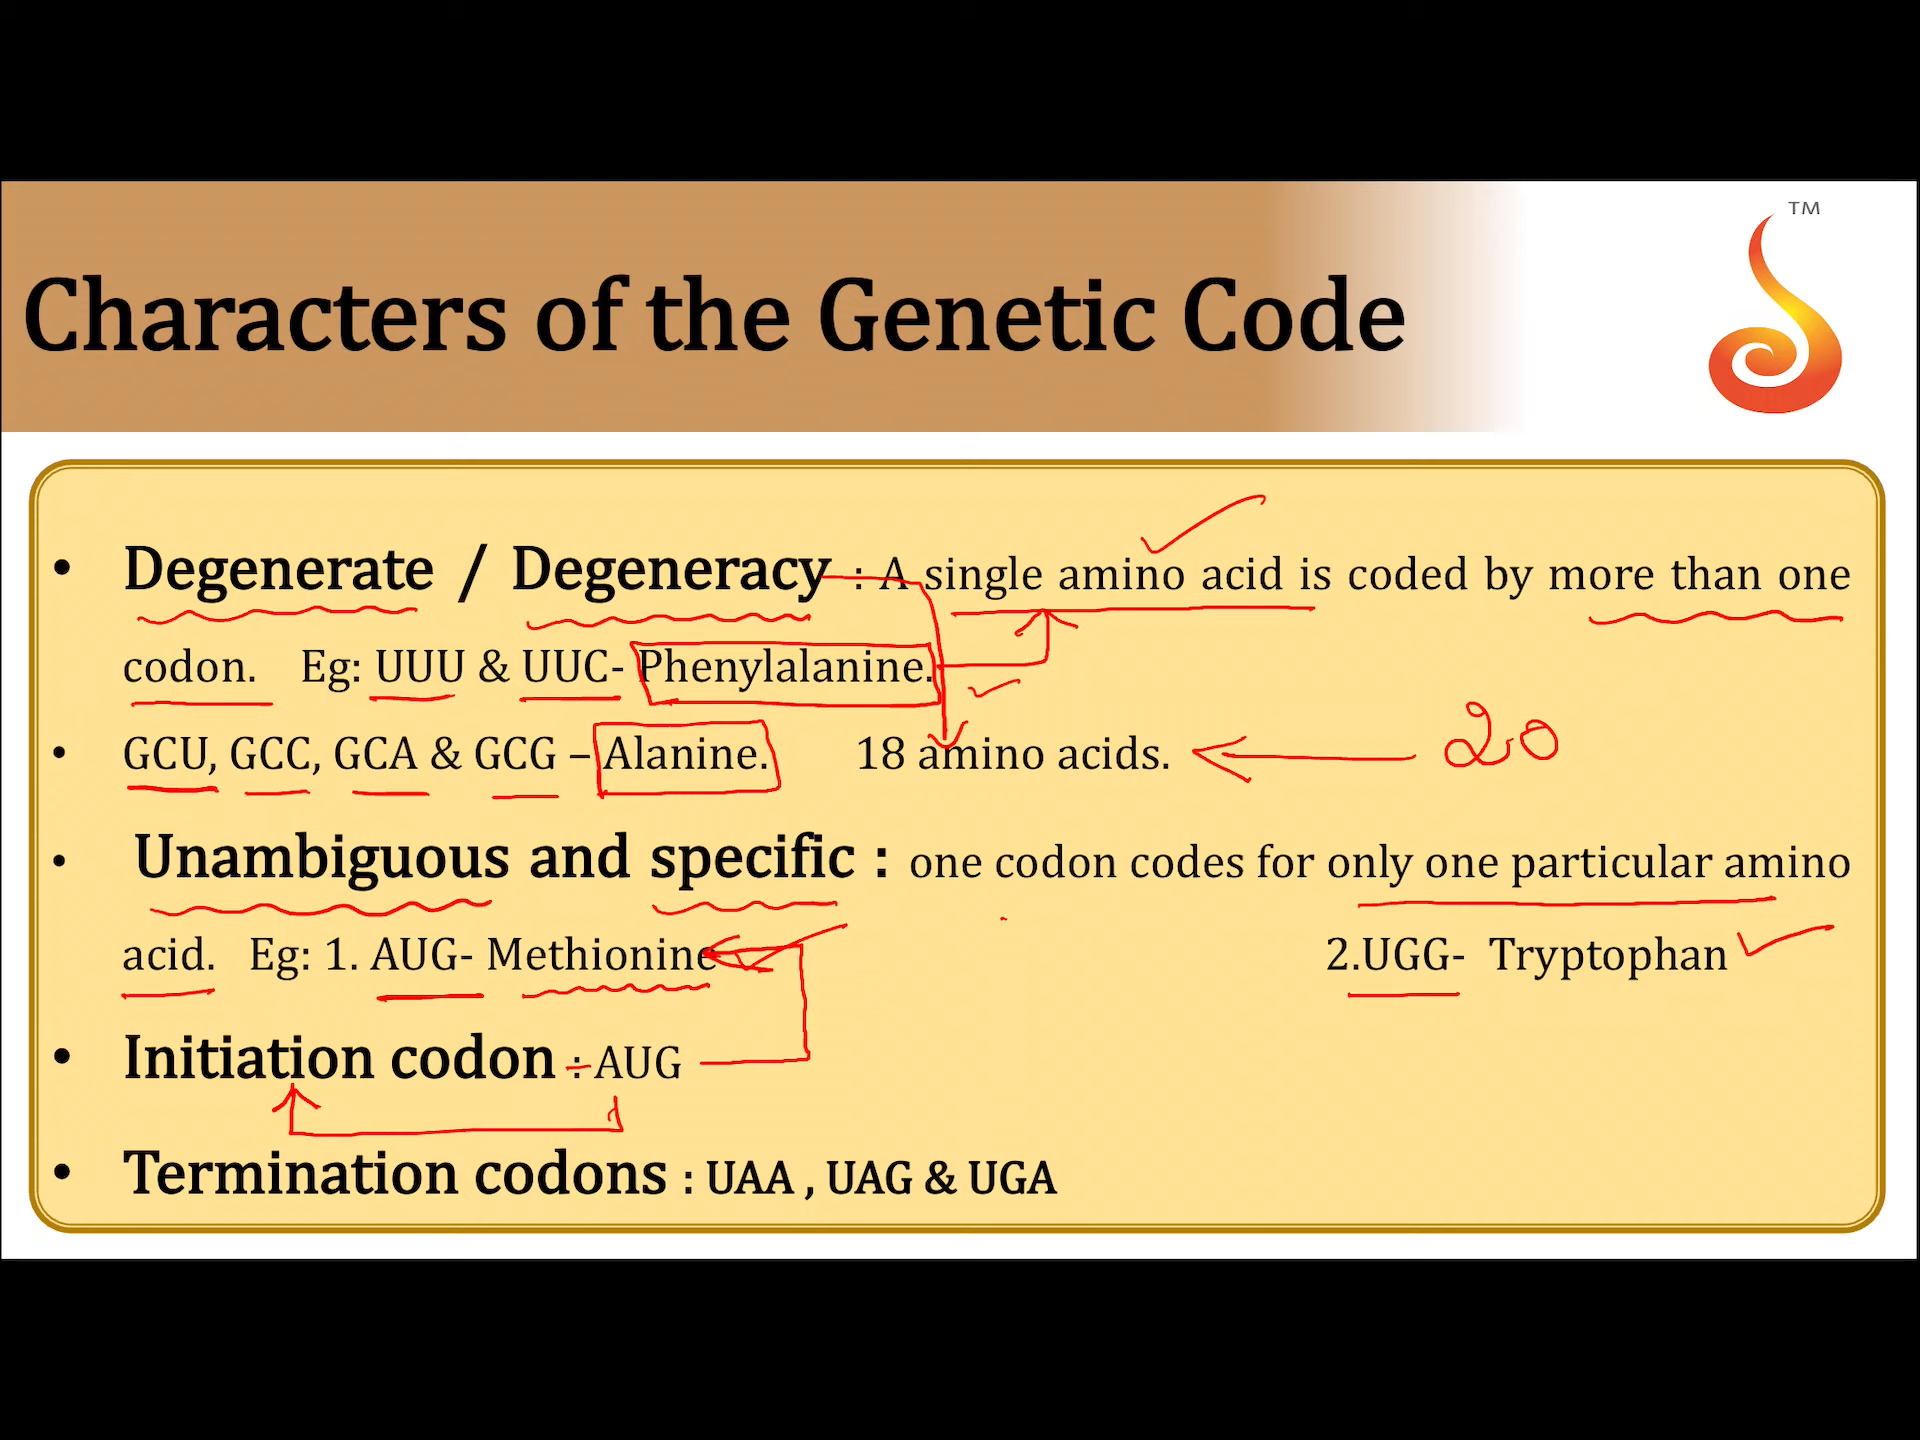 TM
Characters of the Genetic Code
• Degenerate / Degeneracy : A single amino acid is coded by more than one
codon. Eg: UUU & UUC- Phenylalanine.
• GCU, GCC, GCA & GCG – Alanine. 18 amino acids. 20
• Unambiguous and specific : one codon codes for only one particular amino
acid. Eg: 1. AUG- Methionine 2.UGG- Tryptophan
• Initiation codon : AUG
• Termination codons : UAA , UAG & UGA